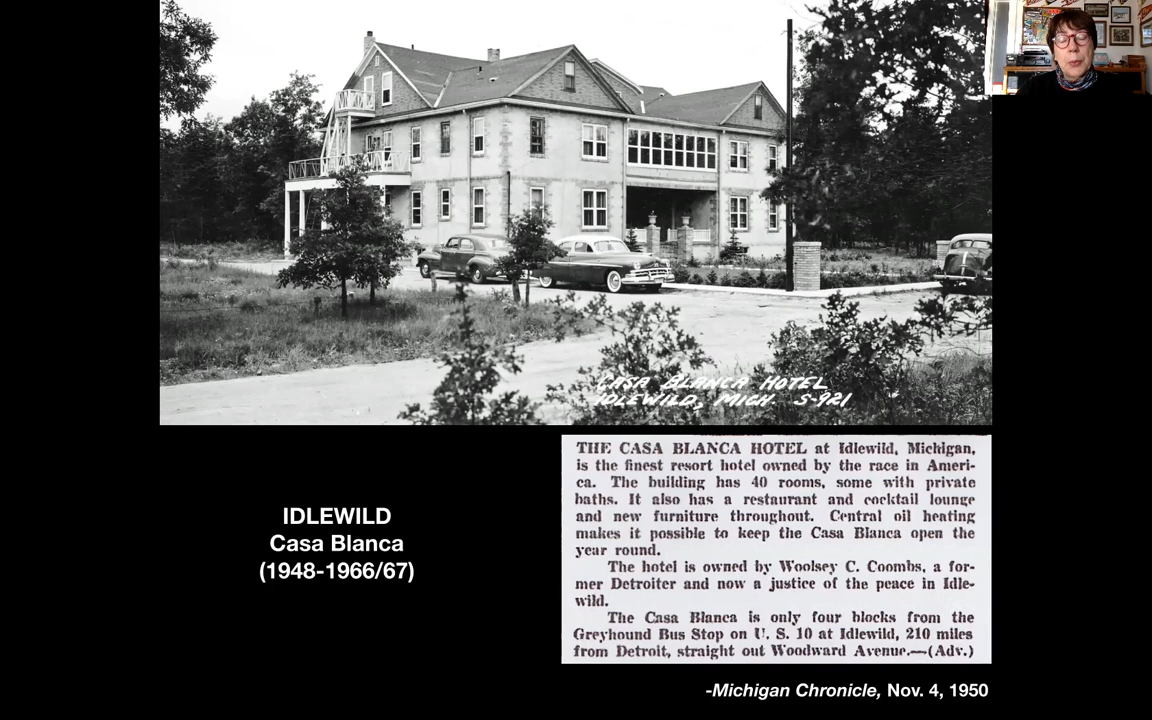 CASA BLANCA HOTEL
IDLEWILD, MICH. S-921
THE CASA BLANCA HOTEL at Idlewild, Michigan,
is the finest resort hotel owned by the race in Ameri-
ca. The building has 40 rooms, some with private
baths. It also has a restaurant and cocktail lounge
and new furniture throughout. Central oil heating
makes it possible to keep the Casa Blanca open the
year round.
The hotel is owned by Woolsey C. Coombs, a for-
mer Detroiter and now a justice of the peace in Idle-
wild.
The Casa Blanca is only four blocks from the
Greyhound Bus Stop on U. S. 10 at Idlewild, 210 miles
from Detroit, straight out Woodward Avenue.—(Adv.)
IDLEWILD
Casa Blanca
(1948-1966/67)
-Michigan Chronicle, Nov. 4, 1950